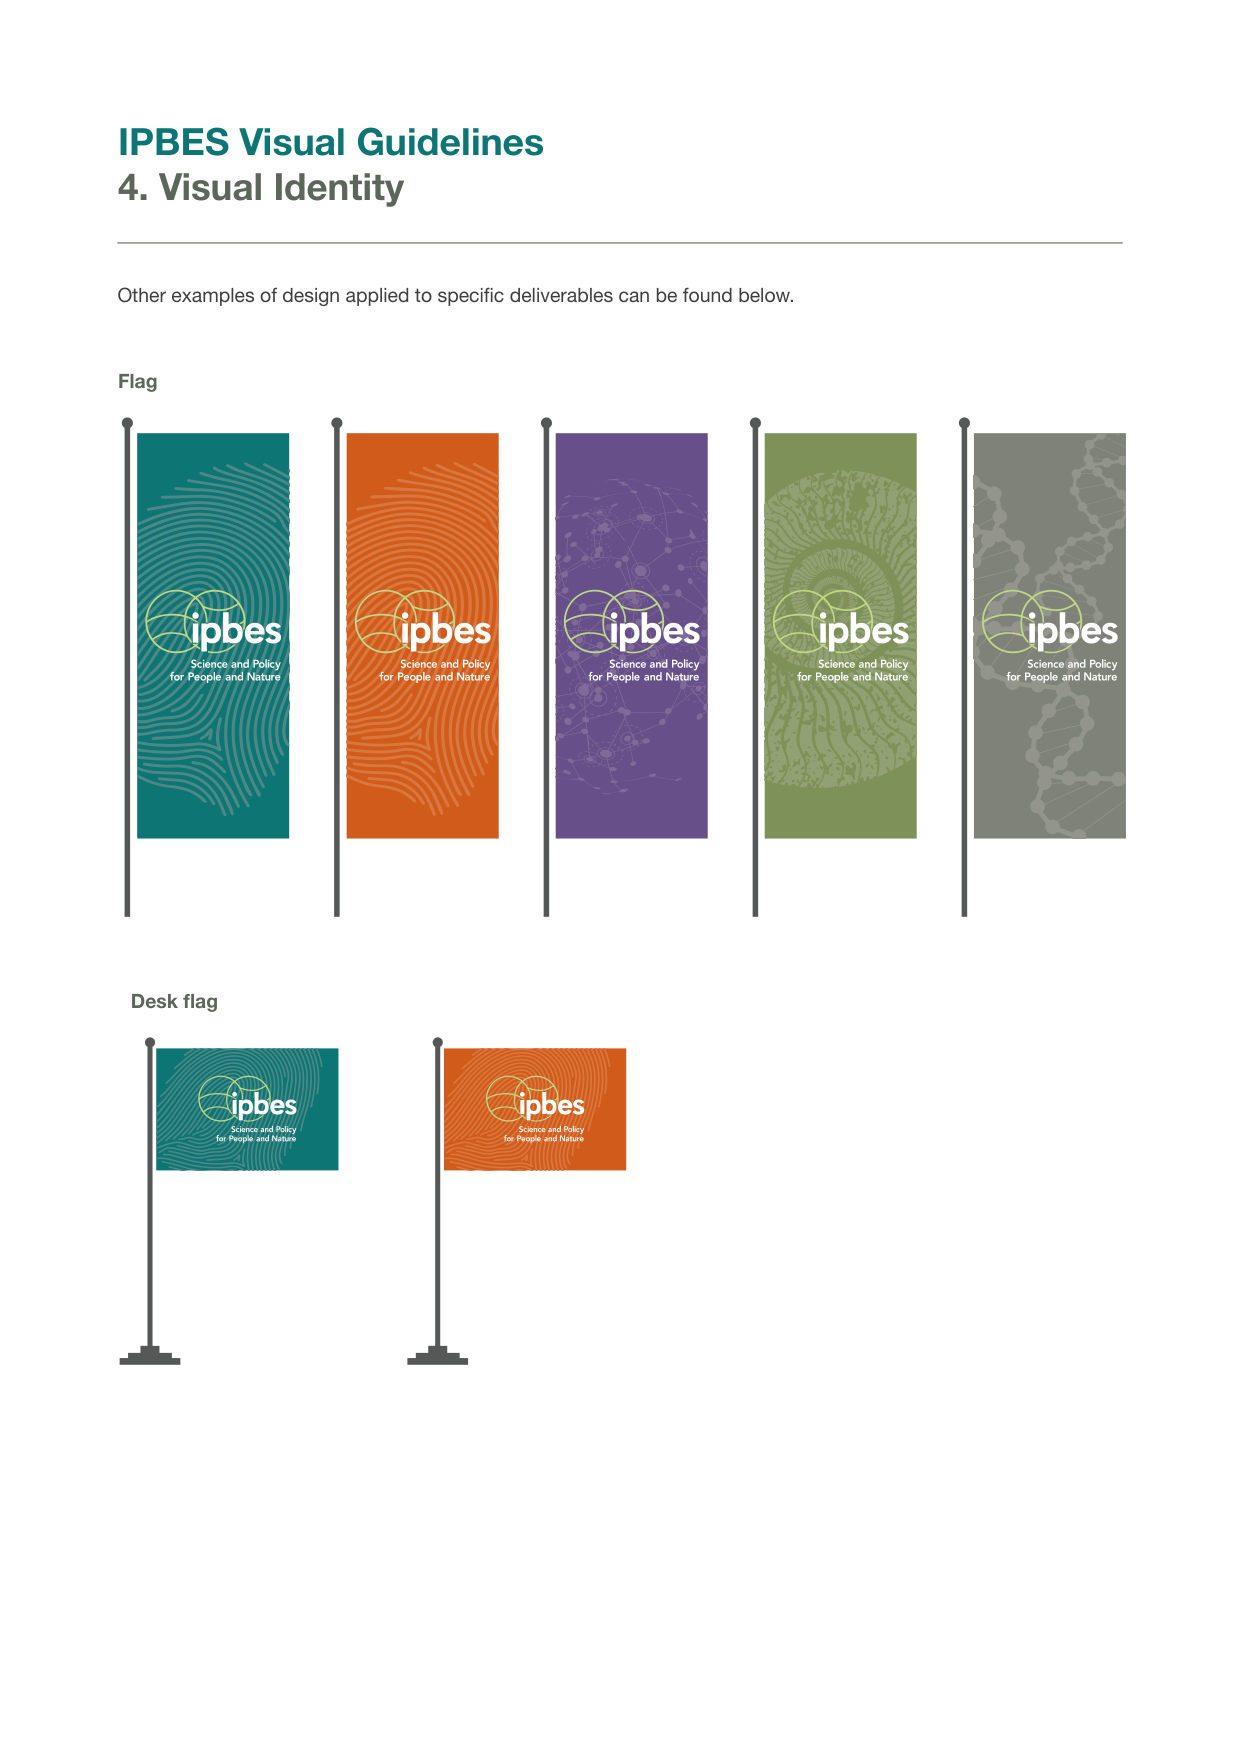 IPBES Visual Guidelines
4. Visual Identity
Other examples of design applied to specific deliverables can be found below.
Flag
ipbes
Science and Policy
for People and Nature
ipbes
Science and Policy
for People and Nature
ipbes
Science and Policy
for People and Nature
ipbes
Science and Policy
for People and Nature
ipbes
Science and Policy
for People and Nature
Desk flag
ipbes
Science and Policy
for People and Nature
ipbes
Science and Policy
for People and Nature